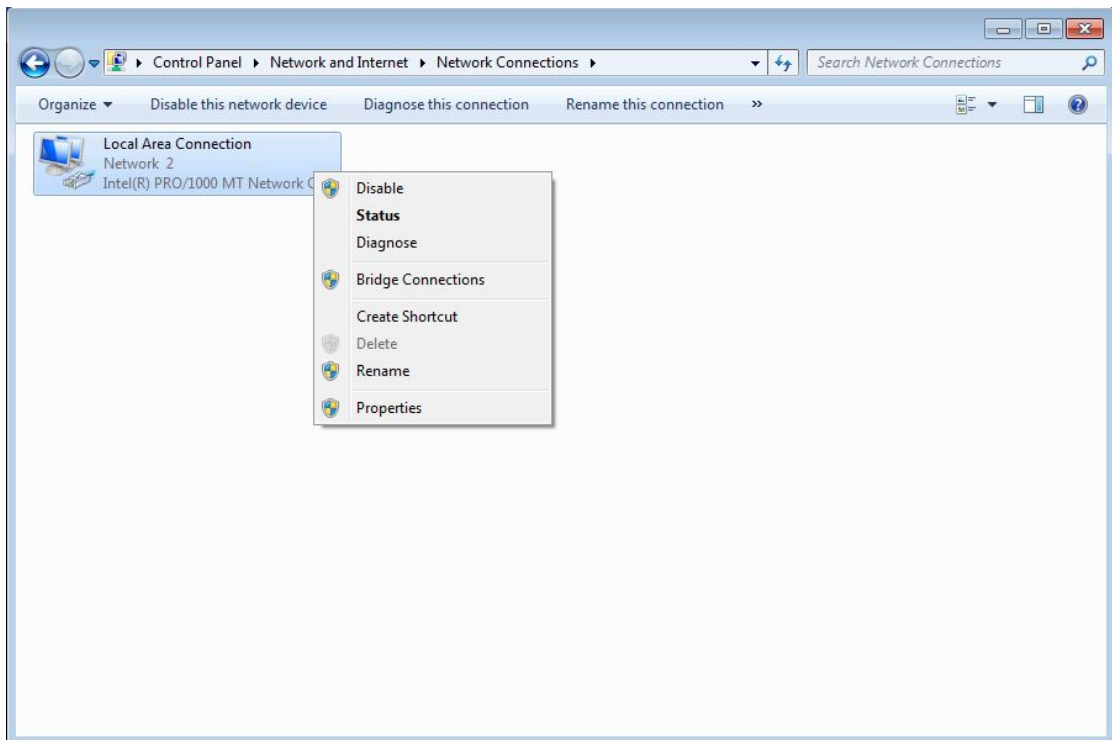 Control Panel Network and Internet Network Connections
Search Network Connections
Organize Disable this network device Diagnose this connection Rename this connection »
Local Area Connection
Network 2
Intel(R) PRO/1000 MT Network C
Disable
Status
Diagnose
Bridge Connections
Create Shortcut
Delete
Rename
Properties